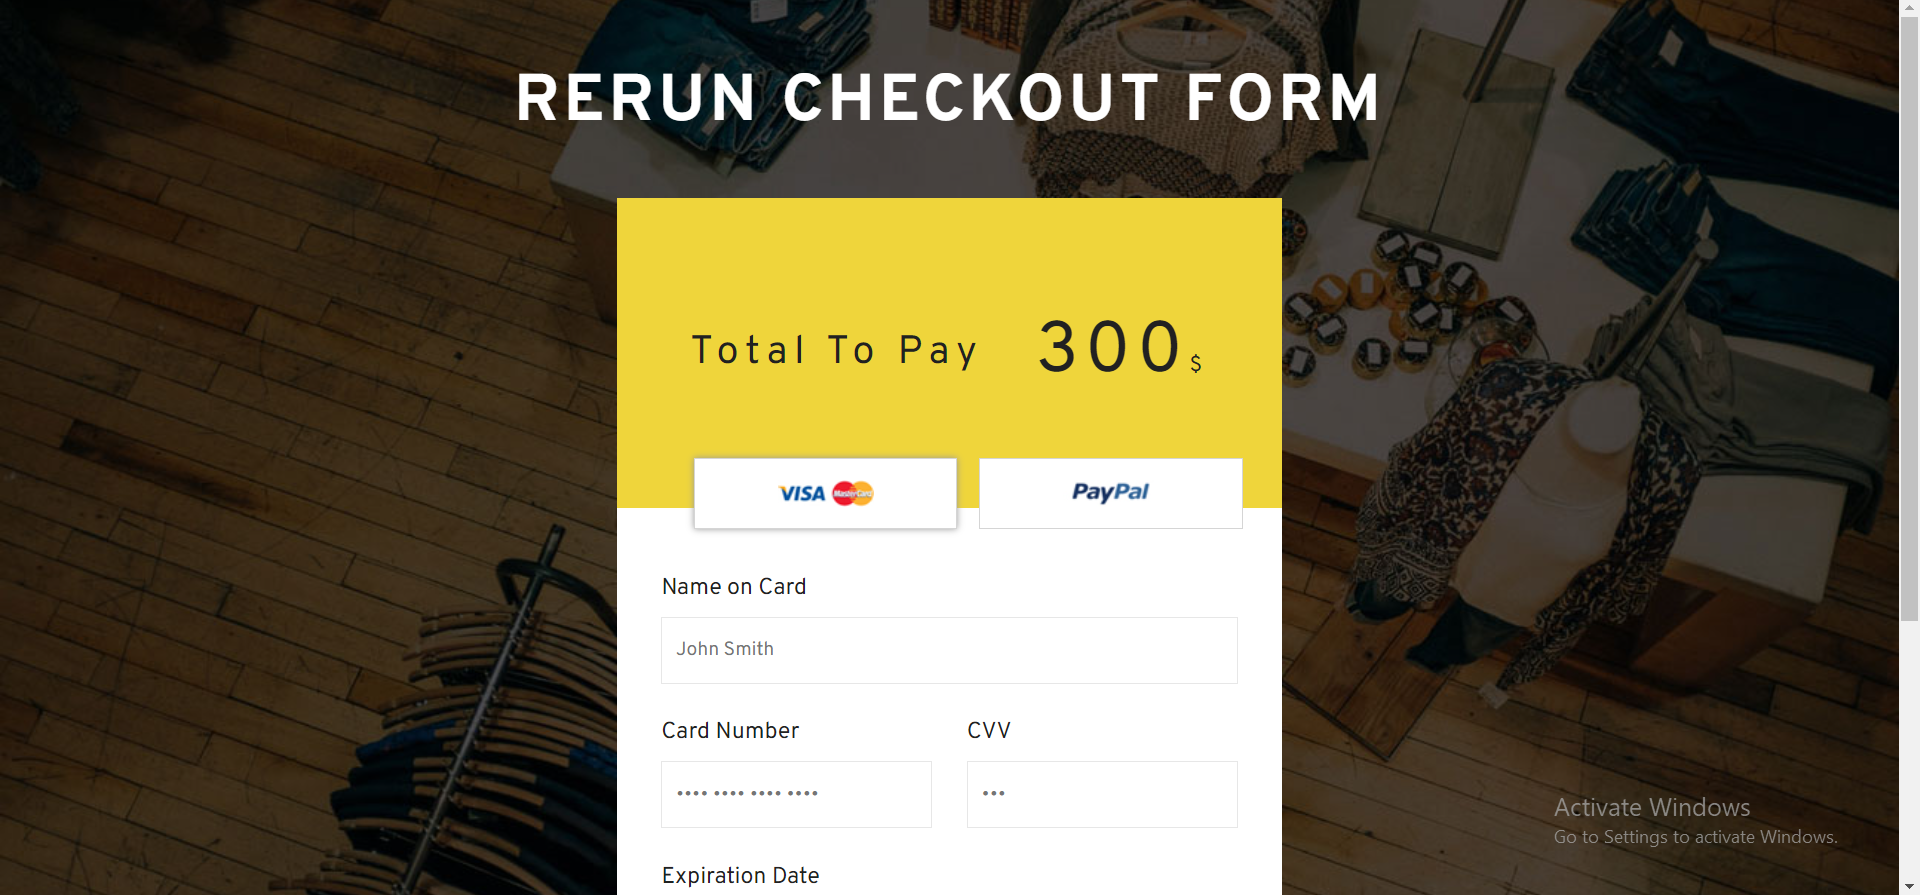 RERUN CHECKOUT FORM
Total To Pay 300 $
VISA MasterCard PayPal
Name on Card
John Smith
Card Number CVV
•••• •••• •••• •••• •••
Expiration Date
Activate Windows
Go to Settings to activate Windows.